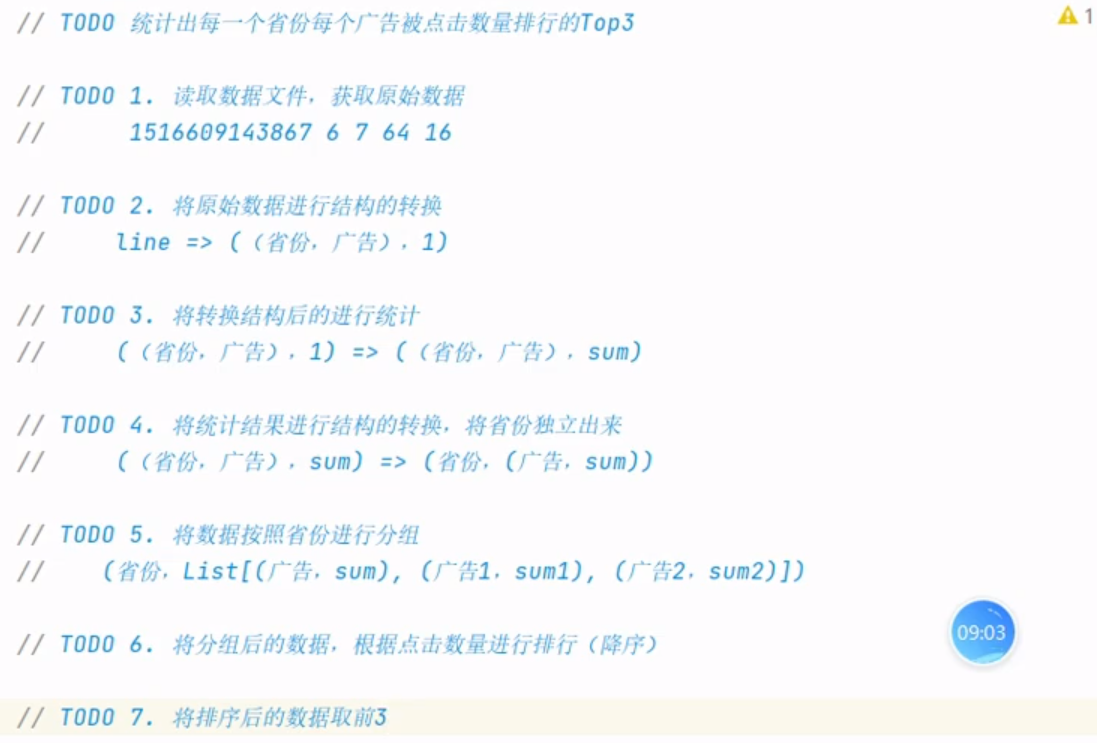 // TODO 统计出每一个省份每个广告被点击数量排行的Top3
1
// TODO 1. 读取数据文件，获取原始数据
//      1516609143867 6 7 64 16
// TODO 2. 将原始数据进行结构的转换
//     line => ((省份，广告)，1)
// TODO 3. 将转换结构后的进行统计
//     ((省份，广告)，1) => ((省份，广告)，sum)
// TODO 4. 将统计结果进行结构的转换，将省份独立出来
//     ((省份，广告)，sum) => (省份，(广告，sum))
// TODO 5. 将数据按照省份进行分组
//    (省份，List[(广告，sum), (广告1，sum1), (广告2，sum2)])
// TODO 6. 将分组后的数据，根据点击数量进行排行（降序）
09:03
// TODO 7. 将排序后的数据取前3